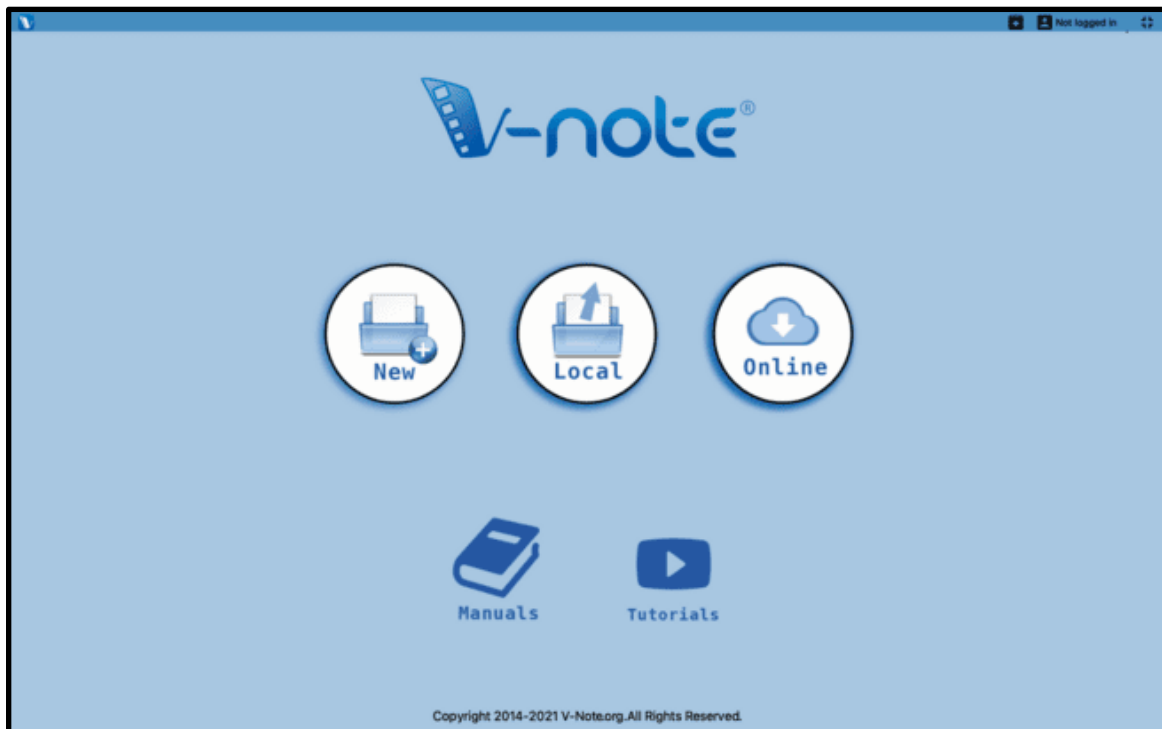 Not logged in
V-note®
New
Local
Online
Manuals
Tutorials
Copyright 2014-2021 V-Note.org.All Rights Reserved.